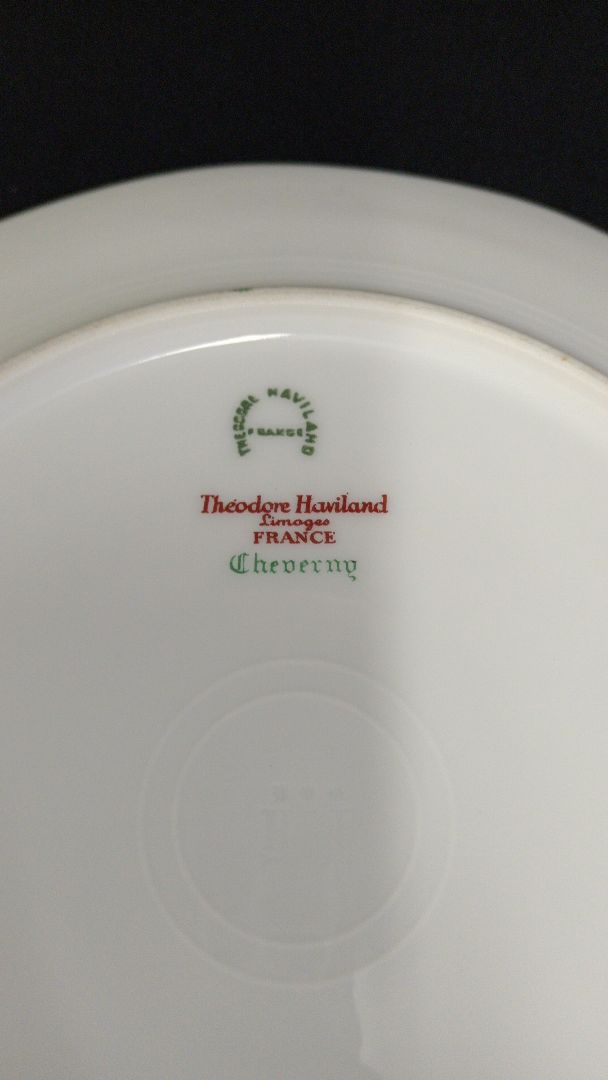 THEODORE HAVILAND
FRANCE
Théodore Haviland
Limoges
FRANCE
Cheverny